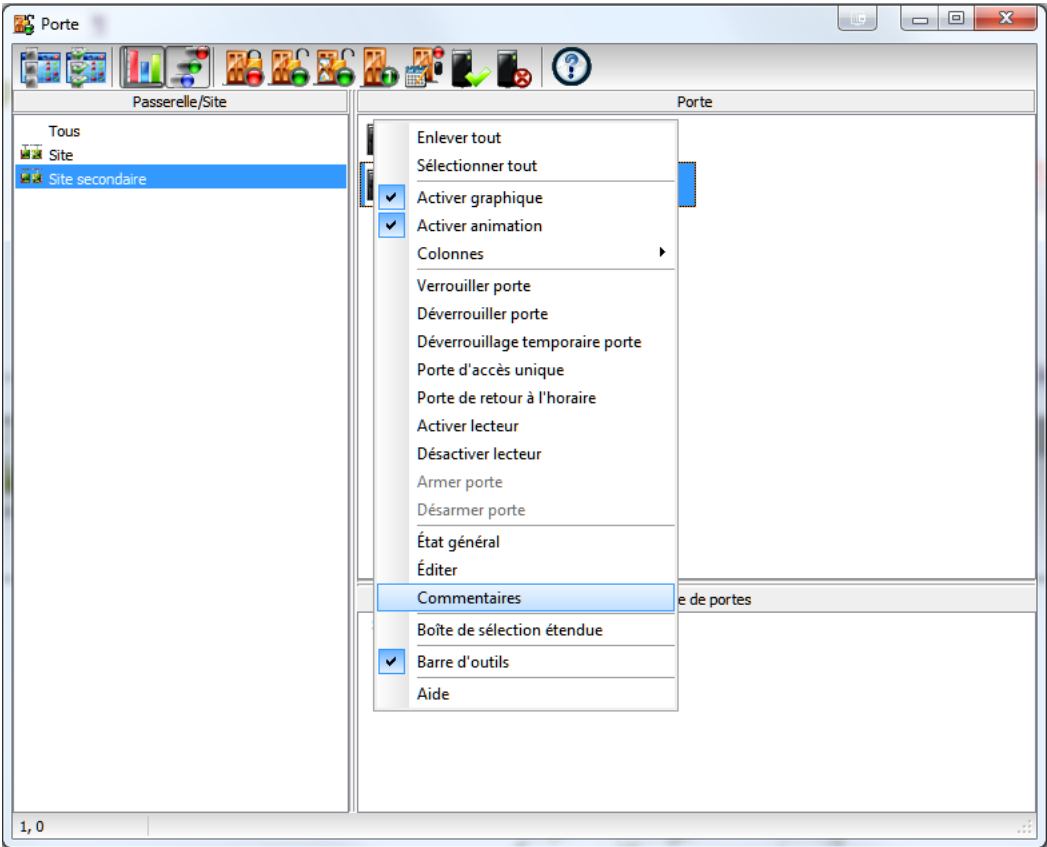 Porte
Passerelle/Site
Porte
Tous
Site
Site secondaire
Enlever tout
Sélectionner tout
Activer graphique
Activer animation
Colonnes
Verrouiller porte
Déverrouiller porte
Déverrouillage temporaire porte
Porte d'accès unique
Porte de retour à l'horaire
Activer lecteur
Désactiver lecteur
Armer porte
Désarmer porte
État général
Éditer
Commentaires
e de portes
Boîte de sélection étendue
Barre d'outils
Aide
1, 0